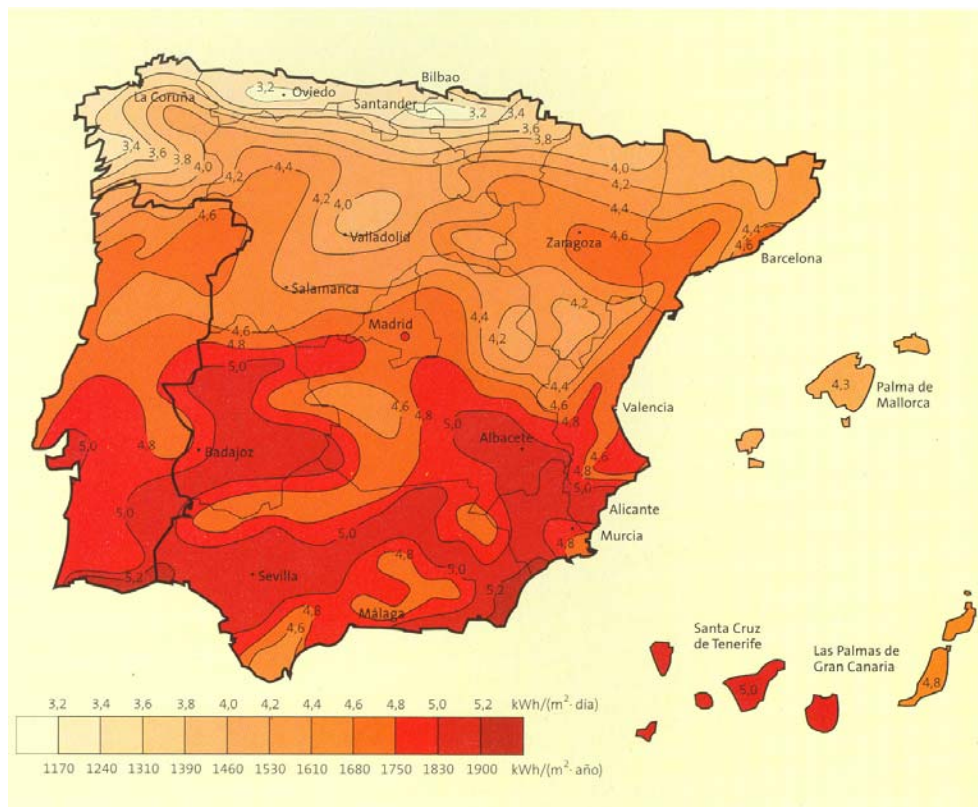 Bilbao
3,2
Oviedo
La Coruña
Santander
3,2
3,4
3,6
3,8
3,4
3,6
3,8
4,0
4,2
4,4
4,2
4,0
4,0
4,2
4,4
4,6
4,6
Valladolid
Zaragoza
4,4
4,6
Barcelona
Salamanca
4,2
4,4
4,2
4,6
4,8
Madrid
5,0
4,4
4,6
4,8
4,3
Palma de
Mallorca
Valencia
4,6
4,8
5,0
5,0
4,8
Badajoz
Albacete
4,6
4,8
5,0
Alicante
Murcia
4,8
5,0
5,0
4,8
5,0
5,2
Sevilla
5,2
4,8
4,6
Málaga
Santa Cruz
de Tenerife
Las Palmas de
Gran Canaria
5,0
4,8
3,2 3,4 3,6 3,8 4,0 4,2 4,4 4,6 4,8 5,0 5,2 kWh/(m²· día)
1170 1240 1310 1390 1460 1530 1610 1680 1750 1830 1900 kWh/(m²· año)